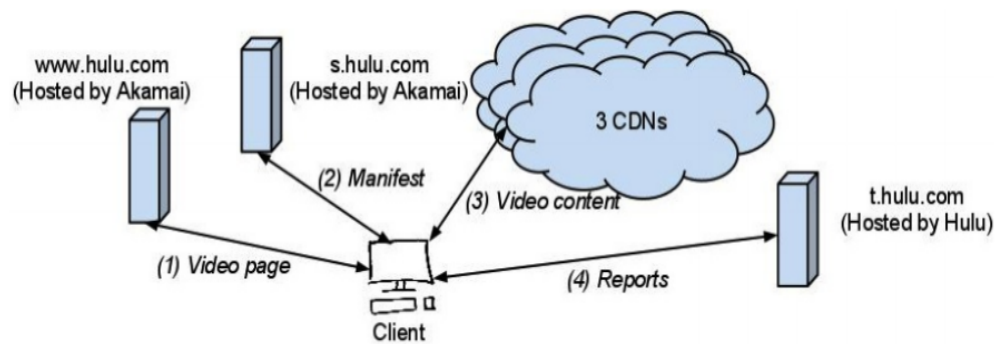 www.hulu.com
(Hosted by Akamai)
s.hulu.com
(Hosted by Akamai)
3 CDNs
t.hulu.com
(Hosted by Hulu)
(1) Video page
(2) Manifest
(3) Video content
(4) Reports
Client